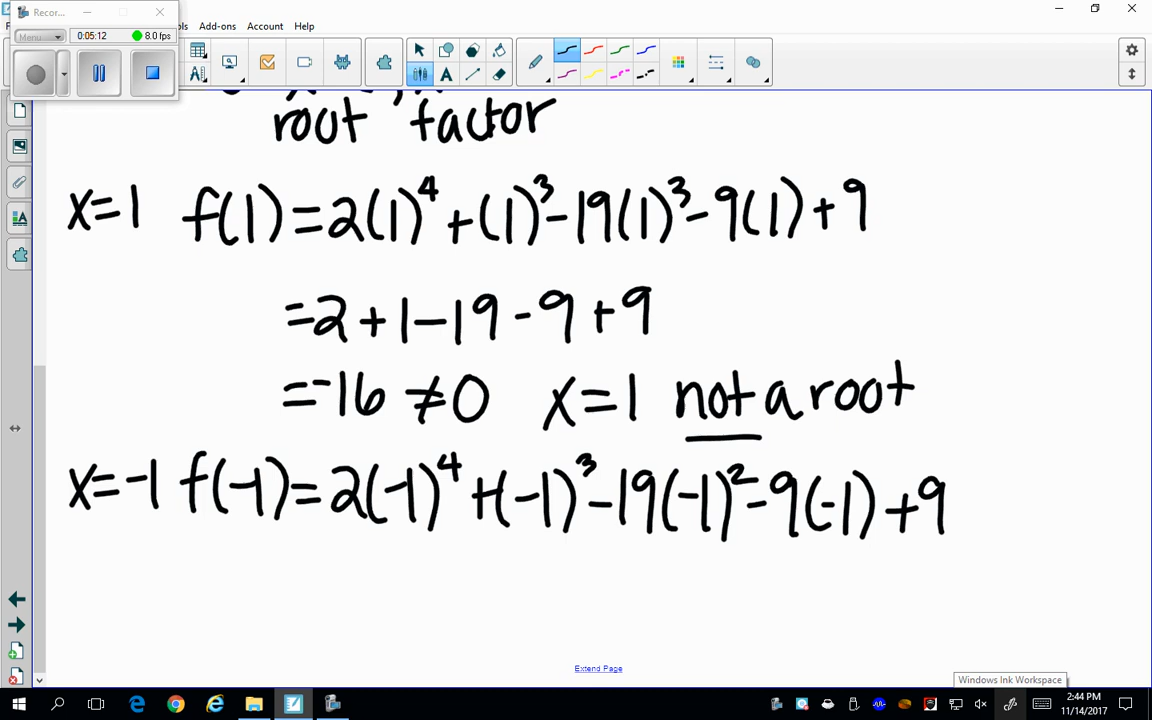 Recor...
Menu
0:05:12 8.0 fps
Add-ons Account Help
root factor
x=1 f(1)=2(1)⁴+(1)³-19(1)³-9(1)+9
=2+1-19-9+9
=-16≠0 x=1 not a root
x=-1 f(-1)=2(-1)⁴+(-1)³-19(-1)²-9(-1)+9
Extend Page
Windows Ink Workspace
2:44 PM
11/14/2017